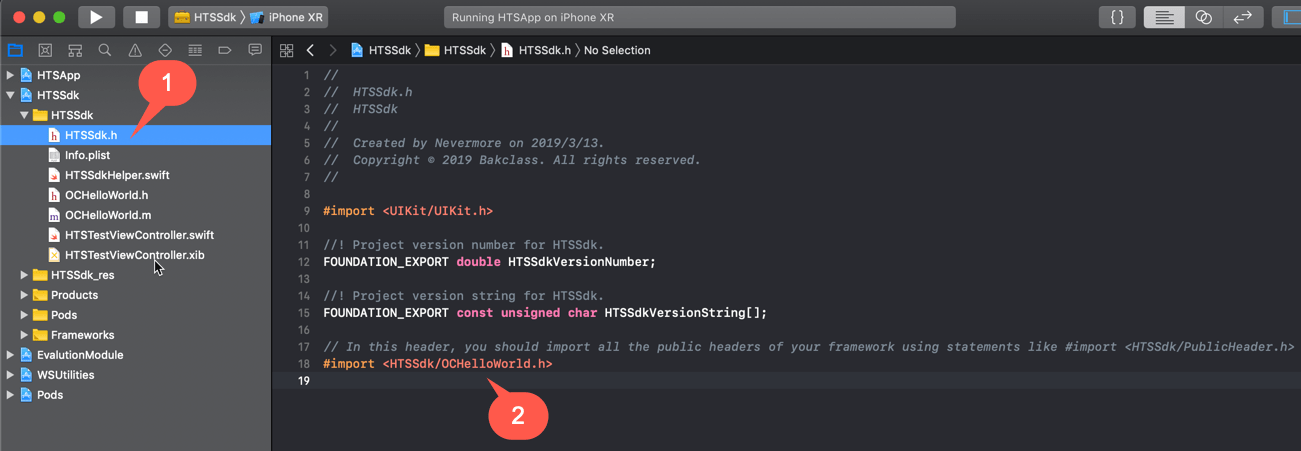 HTSSdk 〉 iPhone XR
Running HTSApp on iPhone XR
{ }
HTSSdk 〉 HTSSdk 〉 HTSSdk.h 〉 No Selection
HTSApp
HTSSdk
HTSSdk
HTSSdk.h
Info.plist
HTSSdkHelper.swift
OCHelloWorld.h
OCHelloWorld.m
HTSTestViewController.swift
HTSTestViewController.xib
HTSSdk_res
Products
Pods
Frameworks
EvalutionModule
WSUtilities
Pods
1
1 //
2 //  HTSSdk.h
3 //  HTSSdk
4 //
5 //  Created by Nevermore on 2019/3/13.
6 //  Copyright © 2019 Bakclass. All rights reserved.
7 //
8
9 #import <UIKit/UIKit.h>
10
11 //! Project version number for HTSSdk.
12 FOUNDATION_EXPORT double HTSSdkVersionNumber;
13
14 //! Project version string for HTSSdk.
15 FOUNDATION_EXPORT const unsigned char HTSSdkVersionString[];
16
17 // In this header, you should import all the public headers of your framework using statements like #import <HTSSdk/PublicHeader.h>
18 #import <HTSSdk/OCHelloWorld.h>
19
2